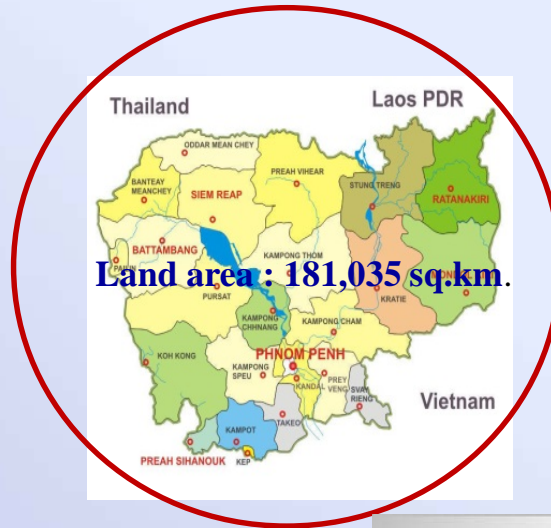 Thailand
Laos PDR
ODDAR MEAN CHEY
PREAH VIHEAR
STUNG TRENG
BANTEAY
MEANCHEY
SIEM REAP
RATANAKIRI
BATTAMBANG
KAMPONG THOM
Land area : 181,035 sq.km.
PURSAT
KRATIE
KAMPONG
CHHNANG
KAMPONG CHAM
KOH KONG
PHNOM PENH
KAMPONG
SPEU
KANDAL
PREY
VENG
SVAY
RIENG
Vietnam
TAKEO
KAMPOT
PREAH SIHANOUK
KEP